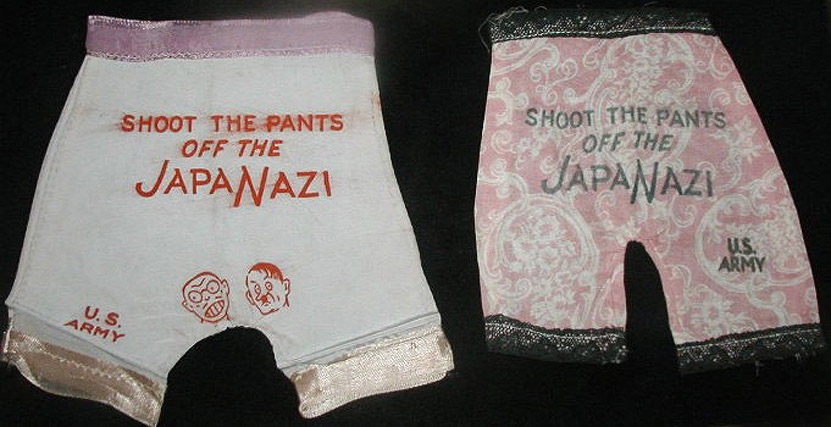 SHOOT THE PANTS
OFF THE
JAPANAZI
U.S.
ARMY
SHOOT THE PANTS
OFF THE
JAPANAZI
U.S.
ARMY